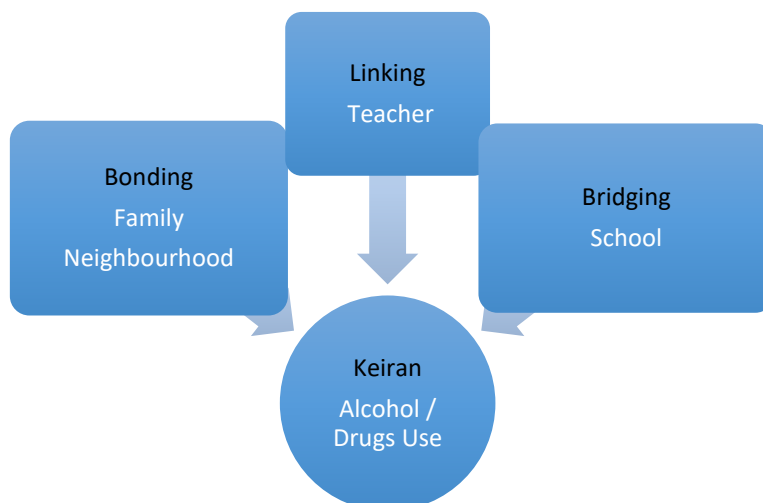 Linking
Teacher
Bonding
Family
Neighbourhood
Bridging
School
Keiran
Alcohol /
Drugs Use